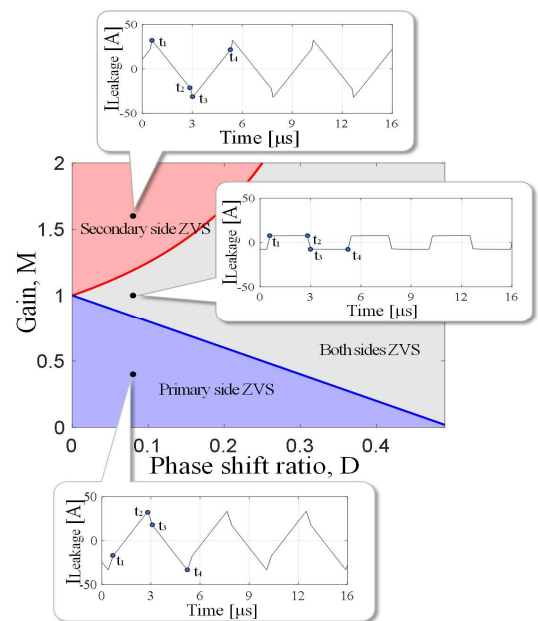 50
0
-50
I_Leakage [A]
t₁
t₂
t₃
t₄
0 3 6 9 12 16
Time [μs]
2
1.5
1
0.5
0
Gain, M
Secondary side ZVS
Both sides ZVS
Primary side ZVS
0 0.1 0.2 0.3 0.4
Phase shift ratio, D
50
0
-50
I_Leakage [A]
t₁
t₂
t₃
t₄
0 3 6 9 12 16
Time [μs]
50
0
-50
I_Leakage [A]
t₂
t₃
t₁
t₄
0 3 6 9 12 16
Time [μs]